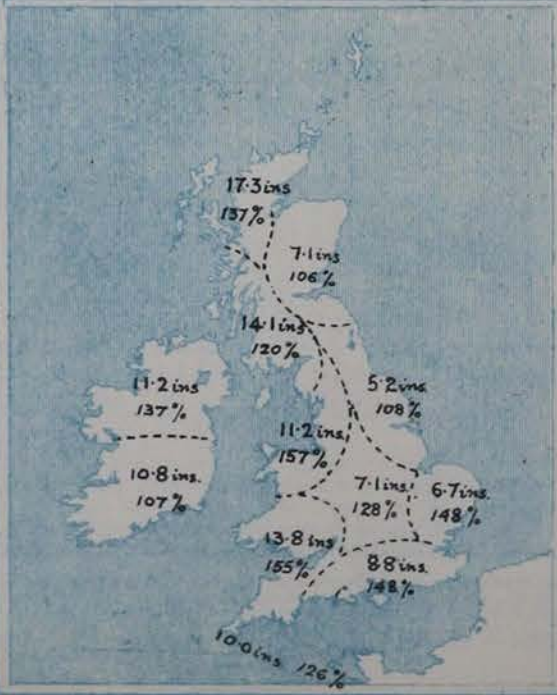 17·3 ins
137%
7·1 ins
106%
14·1 ins
120%
11·2 ins
137%
5·2 ins.
108%
11·2 ins.
157%
10·8 ins.
107%
7·1 ins.
128%
6·7 ins.
148%
13·8 ins
155%
8·8 ins.
148%
10·0 ins 126%